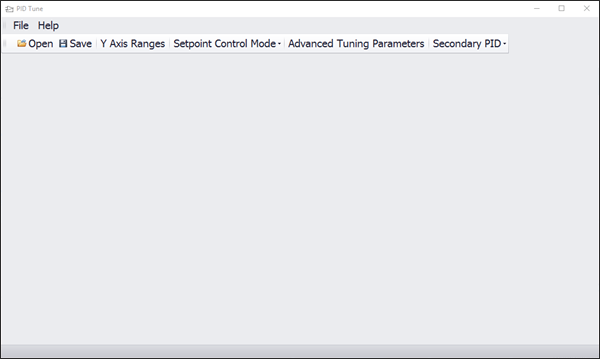 PID Tune
File Help
Open Save Y Axis Ranges Setpoint Control Mode Advanced Tuning Parameters Secondary PID